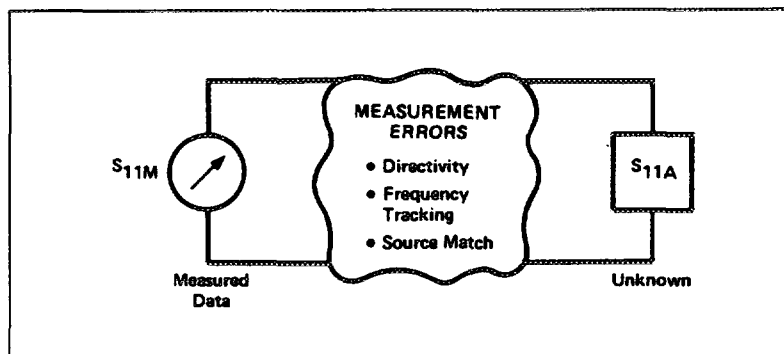 MEASUREMENT
ERRORS
• Directivity
• Frequency
Tracking
• Source Match
S11M
S11A
Measured
Data
Unknown